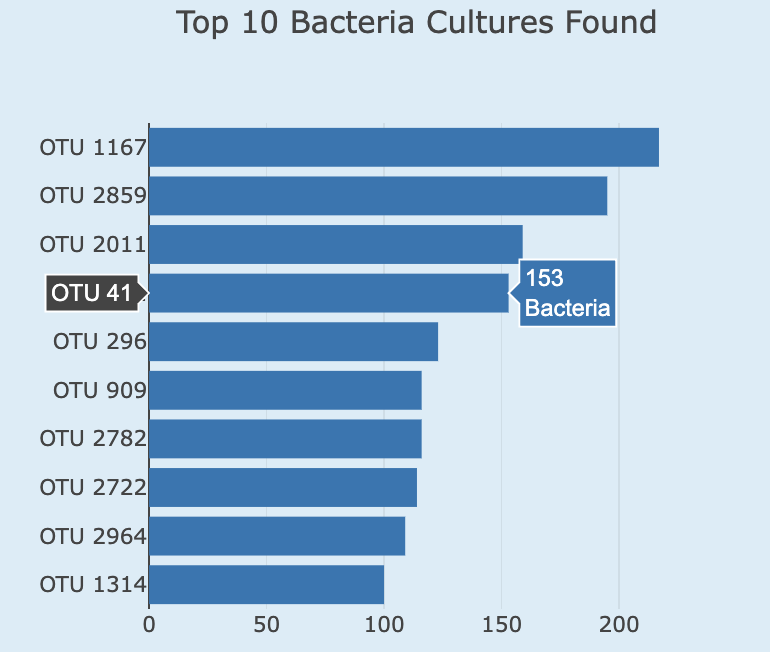 Top 10 Bacteria Cultures Found
OTU 1167
OTU 2859
OTU 2011
OTU 41
153
Bacteria
OTU 296
OTU 909
OTU 2782
OTU 2722
OTU 2964
OTU 1314
0 50 100 150 200